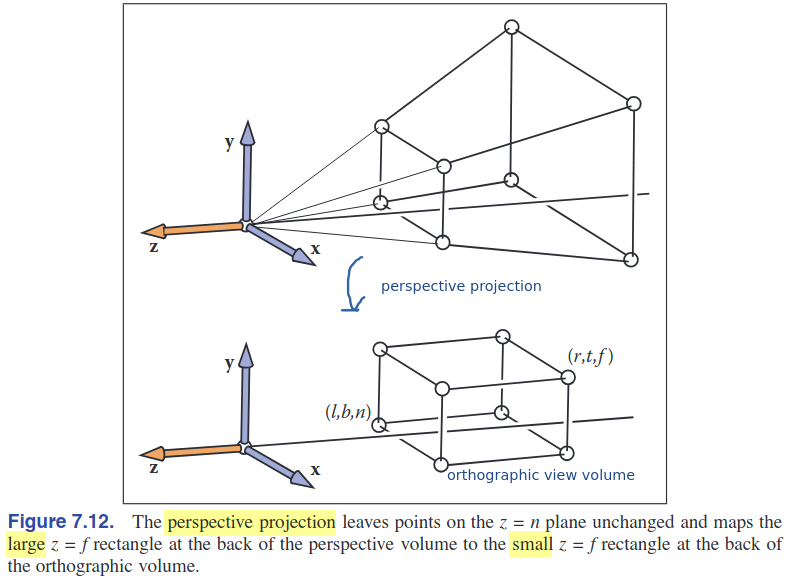 y
z
x
perspective projection
(r,t,f)
y
(l,b,n)
z
x
orthographic view volume
Figure 7.12. The perspective projection leaves points on the z = n plane unchanged and maps the
large z = f rectangle at the back of the perspective volume to the small z = f rectangle at the back of
the orthographic volume.